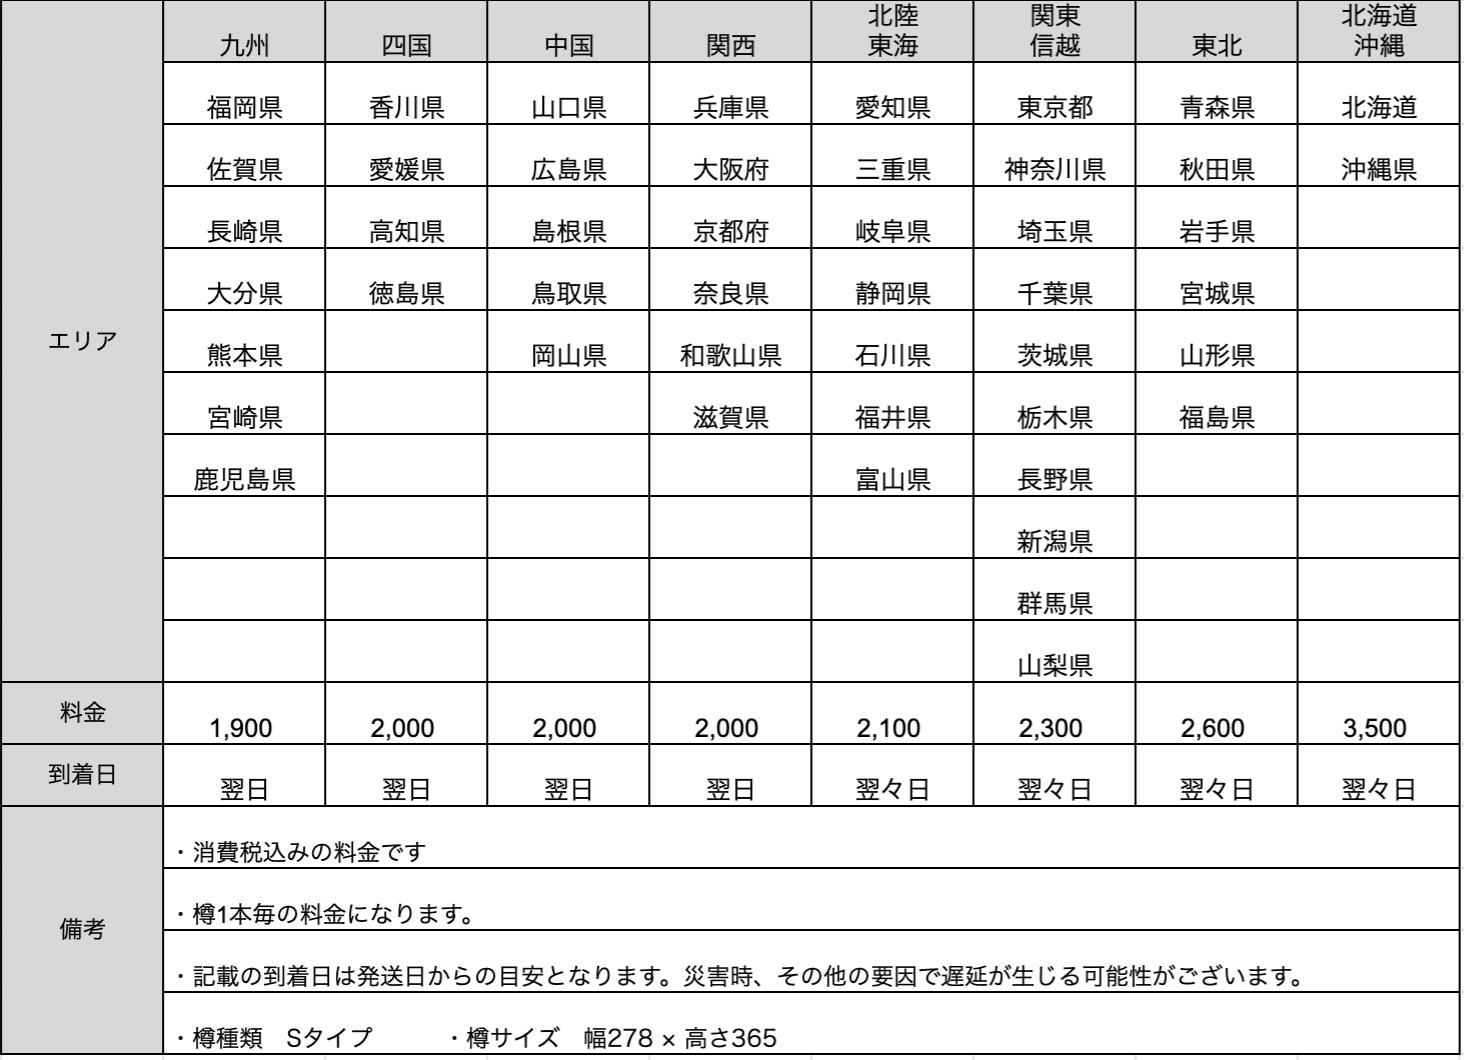 北陸 関東 北海道
九州 四国 中国 関西 東海 信越 東北 沖縄
福岡県 香川県 山口県 兵庫県 愛知県 東京都 青森県 北海道
佐賀県 愛媛県 広島県 大阪府 三重県 神奈川県 秋田県 沖縄県
長崎県 高知県 島根県 京都府 岐阜県 埼玉県 岩手県
大分県 徳島県 鳥取県 奈良県 静岡県 千葉県 宮城県
エリア 熊本県 岡山県 和歌山県 石川県 茨城県 山形県
宮崎県 滋賀県 福井県 栃木県 福島県
鹿児島県 富山県 長野県
新潟県
群馬県
山梨県
料金 1,900 2,000 2,000 2,000 2,100 2,300 2,600 3,500
到着日 翌日 翌日 翌日 翌日 翌々日 翌々日 翌々日 翌々日
備考
・消費税込みの料金です
・樽1本毎の料金になります。
・記載の到着日は発送日からの目安となります。災害時、その他の要因で遅延が生じる可能性がございます。
・樽種類　Sタイプ　　　・樽サイズ　幅278 × 高さ365